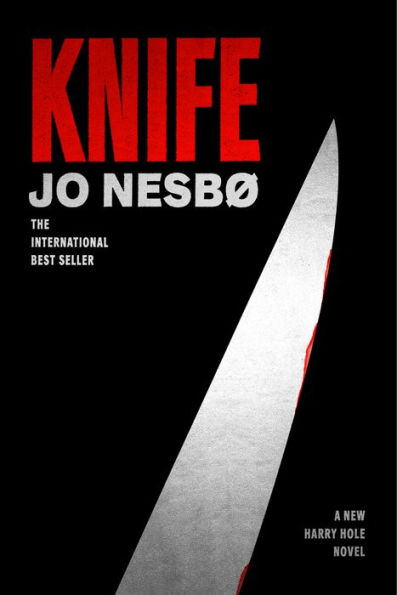 KNIFE
JO NESBØ
THE
INTERNATIONAL
BEST SELLER
A NEW
HARRY HOLE
NOVEL